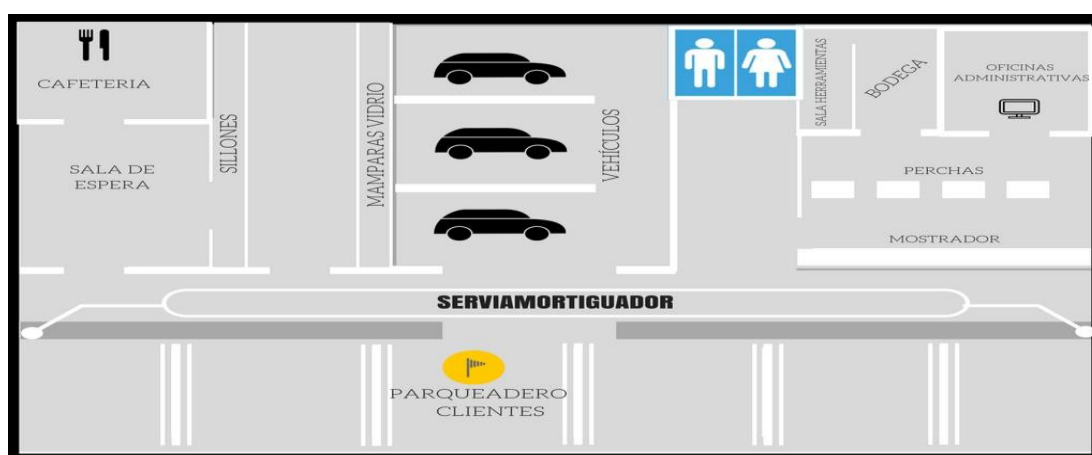 CAFETERIA
SALA DE
ESPERA
SILLONES
MAMPARAS VIDRIO
VEHÍCULOS
SALA HERRAMIENTAS
BODEGA
OFICINAS
ADMINISTRATIVAS
PERCHAS
MOSTRADOR
SERVIAMORTIGUADOR
PARQUEADERO
CLIENTES